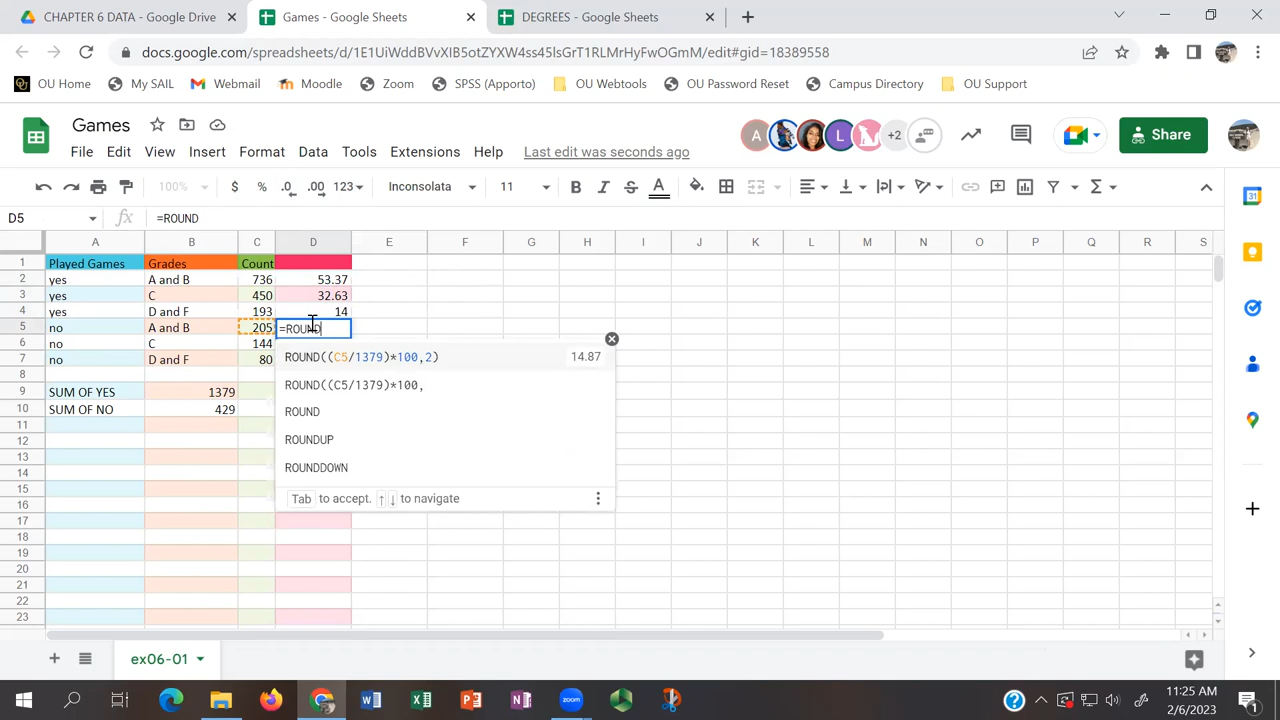 CHAPTER 6 DATA - Google Drive
Games - Google Sheets
DEGREES - Google Sheets
docs.google.com/spreadsheets/d/1E1UiWddBVvXIB5otZYXW4ss45lsGrT1RLMrHyFwOGmM/edit#gid=18389558
OU Home My SAIL Webmail Moodle Zoom SPSS (Apporto) OU Webtools OU Password Reset Campus Directory OU Support
Games
A L +2 Share
File Edit View Insert Format Data Tools Extensions Help Last edit was seconds ago
100% $ % .0 .00 123 Inconsolata 11 B I S A Σ
D5 fx =ROUND
A B C D E F G H I J K L M N O P Q R S
1 Played Games Grades Count
2 yes A and B 736 53.37
3 yes C 450 32.63
4 yes D and F 193 14
5 no A and B 205 =ROUND
6 no C 144
7 no D and F 80
8
9 SUM OF YES 1379
10 SUM OF NO 429
11
12
13
14
15
16
17
18
19
20
21
22
23
ROUND((C5/1379)*100,2) 14.87
ROUND((C5/1379)*100,
ROUND
ROUNDUP
ROUNDDOWN
Tab to accept. ↑ ↓ to navigate
ex06-01
11:25 AM
2/6/2023